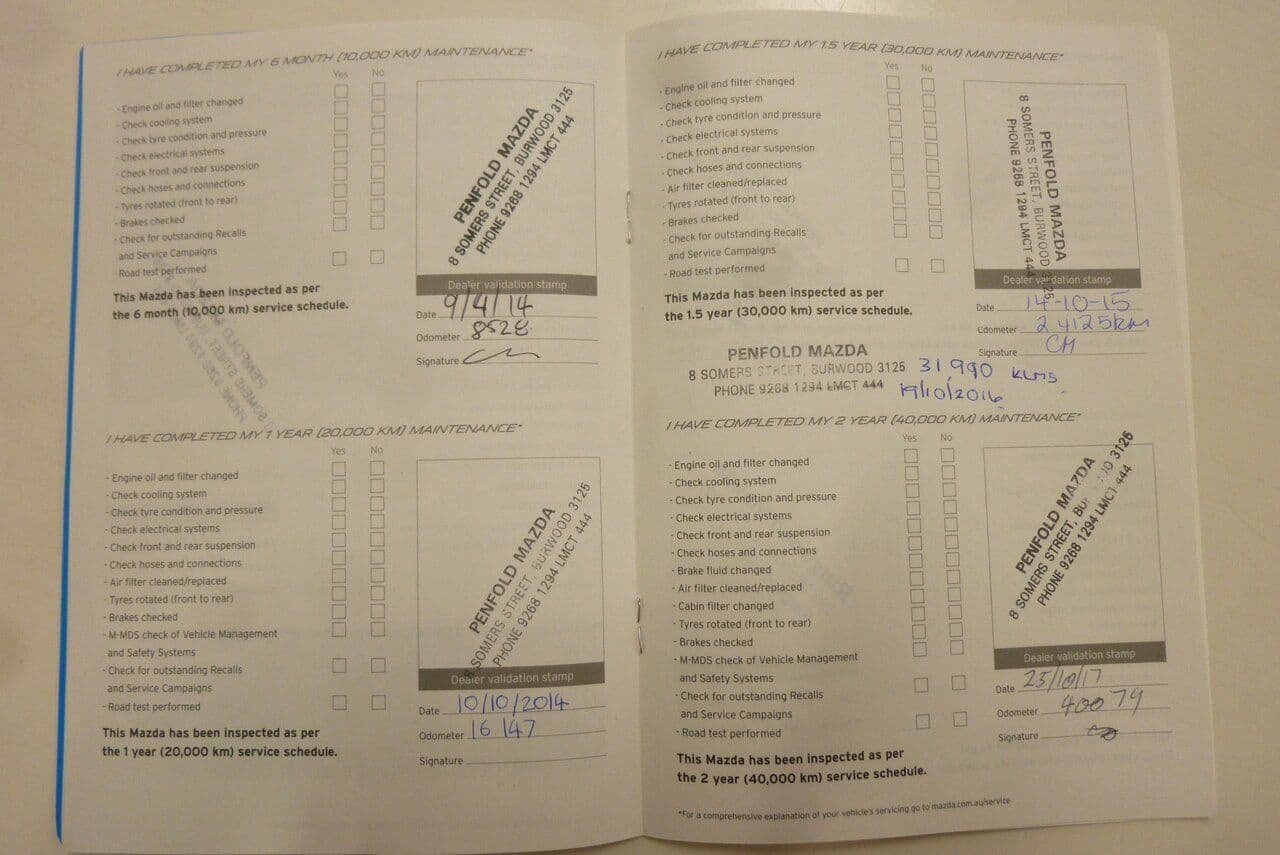 I HAVE COMPLETED MY 6 MONTH (10,000 KM) MAINTENANCE*
Yes No
- Engine oil and filter changed
- Check cooling system
- Check tyre condition and pressure
- Check electrical systems
- Check front and rear suspension
- Check hoses and connections
- Tyres rotated (front to rear)
- Brakes checked
- Check for outstanding Recalls
and Service Campaigns
- Road test performed
This Mazda has been inspected as per
the 6 month (10,000 km) service schedule.
PENFOLD MAZDA
8 SOMERS STREET, BURWOOD 3125
PHONE 9268 1294 LMCT 444
Dealer validation stamp
Date 9/4/14
Odometer 8528
Signature
I HAVE COMPLETED MY 1 YEAR (20,000 KM) MAINTENANCE*
Yes No
- Engine oil and filter changed
- Check cooling system
- Check tyre condition and pressure
- Check electrical systems
- Check front and rear suspension
- Check hoses and connections
- Air filter cleaned/replaced
- Tyres rotated (front to rear)
- Brakes checked
- M-MDS check of Vehicle Management
and Safety Systems
- Check for outstanding Recalls
and Service Campaigns
- Road test performed
This Mazda has been inspected as per
the 1 year (20,000 km) service schedule.
PENFOLD MAZDA
8 SOMERS STREET, BURWOOD 3125
PHONE 9268 1294 LMCT 444
Dealer validation stamp
Date 10/10/2014
Odometer 16147
Signature
I HAVE COMPLETED MY 1.5 YEAR (30,000 KM) MAINTENANCE*
Yes No
- Engine oil and filter changed
- Check cooling system
- Check tyre condition and pressure
- Check electrical systems
- Check front and rear suspension
- Check hoses and connections
- Air filter cleaned/replaced
- Tyres rotated (front to rear)
- Brakes checked
- Check for outstanding Recalls
and Service Campaigns
- Road test performed
This Mazda has been inspected as per
the 1.5 year (30,000 km) service schedule.
PENFOLD MAZDA
8 SOMERS STREET, BURWOOD 3125
PHONE 9268 1294 LMCT 444
Dealer validation stamp
Date 14-10-15
Odometer 24125km
Signature CM
PENFOLD MAZDA
8 SOMERS STREET, BURWOOD 3125
PHONE 9268 1294 LMCT 444
31,990 KLMS
19/10/2016
I HAVE COMPLETED MY 2 YEAR (40,000 KM) MAINTENANCE*
Yes No
- Engine oil and filter changed
- Check cooling system
- Check tyre condition and pressure
- Check electrical systems
- Check front and rear suspension
- Check hoses and connections
- Brake fluid changed
- Air filter cleaned/replaced
- Cabin filter changed
- Tyres rotated (front to rear)
- Brakes checked
- M-MDS check of Vehicle Management
and Safety Systems
- Check for outstanding Recalls
and Service Campaigns
- Road test performed
This Mazda has been inspected as per
the 2 year (40,000 km) service schedule.
PENFOLD MAZDA
8 SOMERS STREET, BURWOOD 3125
PHONE 9268 1294 LMCT 444
Dealer validation stamp
Date 23/10/17
Odometer 40079
Signature
*For a comprehensive explanation of your vehicle's servicing go to mazda.com.au/service